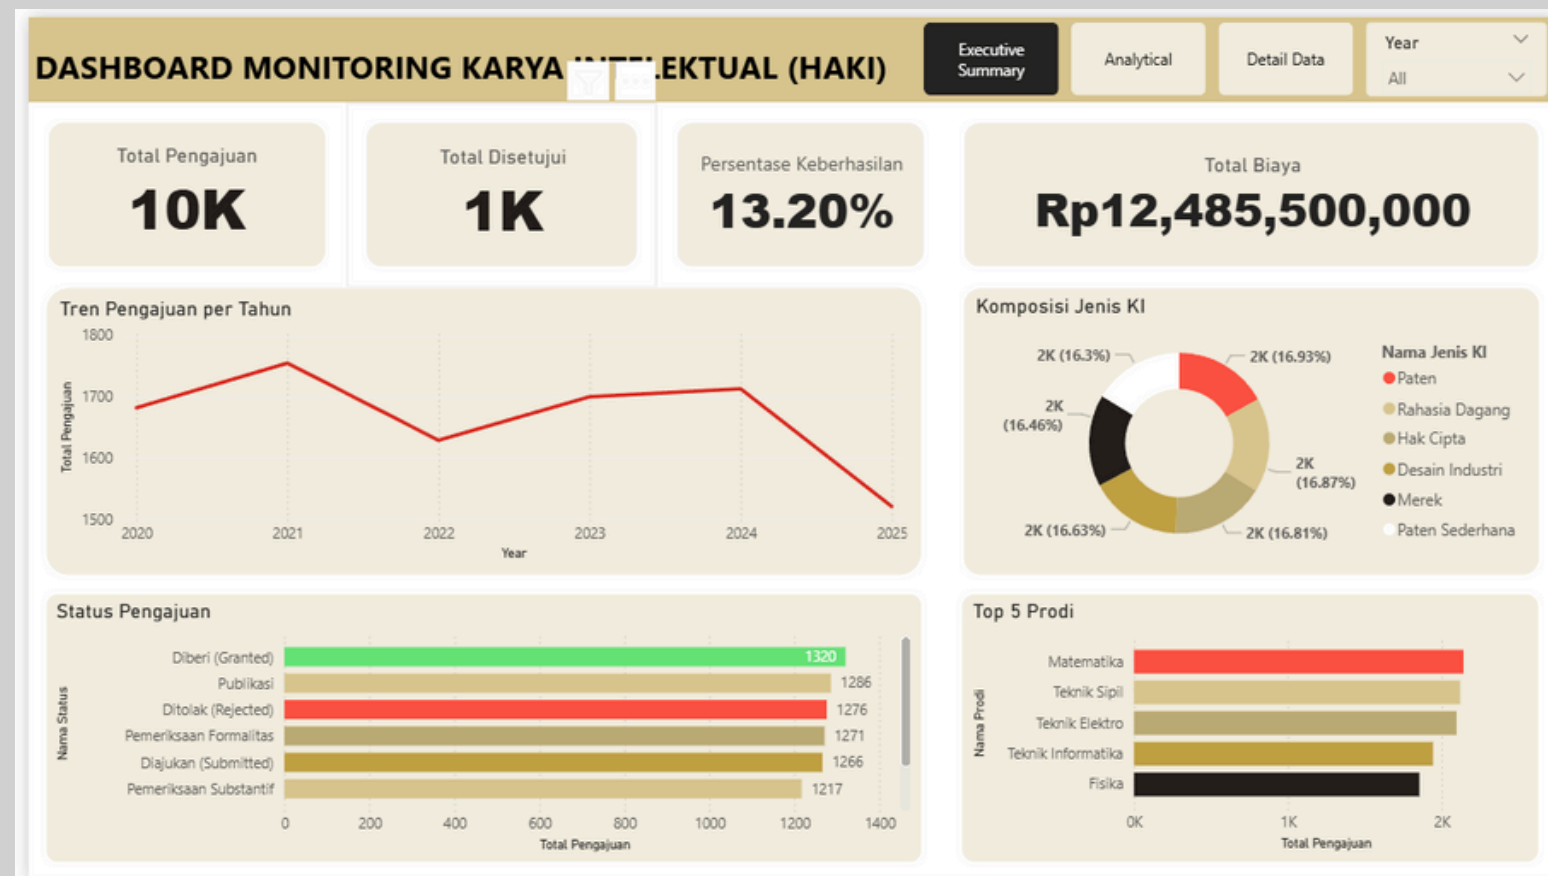 DASHBOARD MONITORING KARYA INTELEKTUAL (HAKI)
Executive
Summary
Analytical
Detail Data
Year
All
Total Pengajuan
10K
Total Disetujui
1K
Persentase Keberhasilan
13.20%
Total Biaya
Rp12,485,500,000
Tren Pengajuan per Tahun
Total Pengajuan
1800
1700
1600
1500
2020
2021
2022
2023
2024
2025
Year
Komposisi Jenis KI
2K (16.3%)
2K (16.93%)
2K
(16.46%)
2K
(16.87%)
2K (16.63%)
2K (16.81%)
Nama Jenis KI
Paten
Rahasia Dagang
Hak Cipta
Desain Industri
Merek
Paten Sederhana
Status Pengajuan
Nama Status
Diberi (Granted)
1320
Publikasi
1286
Ditolak (Rejected)
1276
Pemeriksaan Formalitas
1271
Diajukan (Submitted)
1266
Pemeriksaan Substantif
1217
0
200
400
600
800
1000
1200
1400
Total Pengajuan
Top 5 Prodi
Nama Prodi
Matematika
Teknik Sipil
Teknik Elektro
Teknik Informatika
Fisika
0K
1K
2K
Total Pengajuan